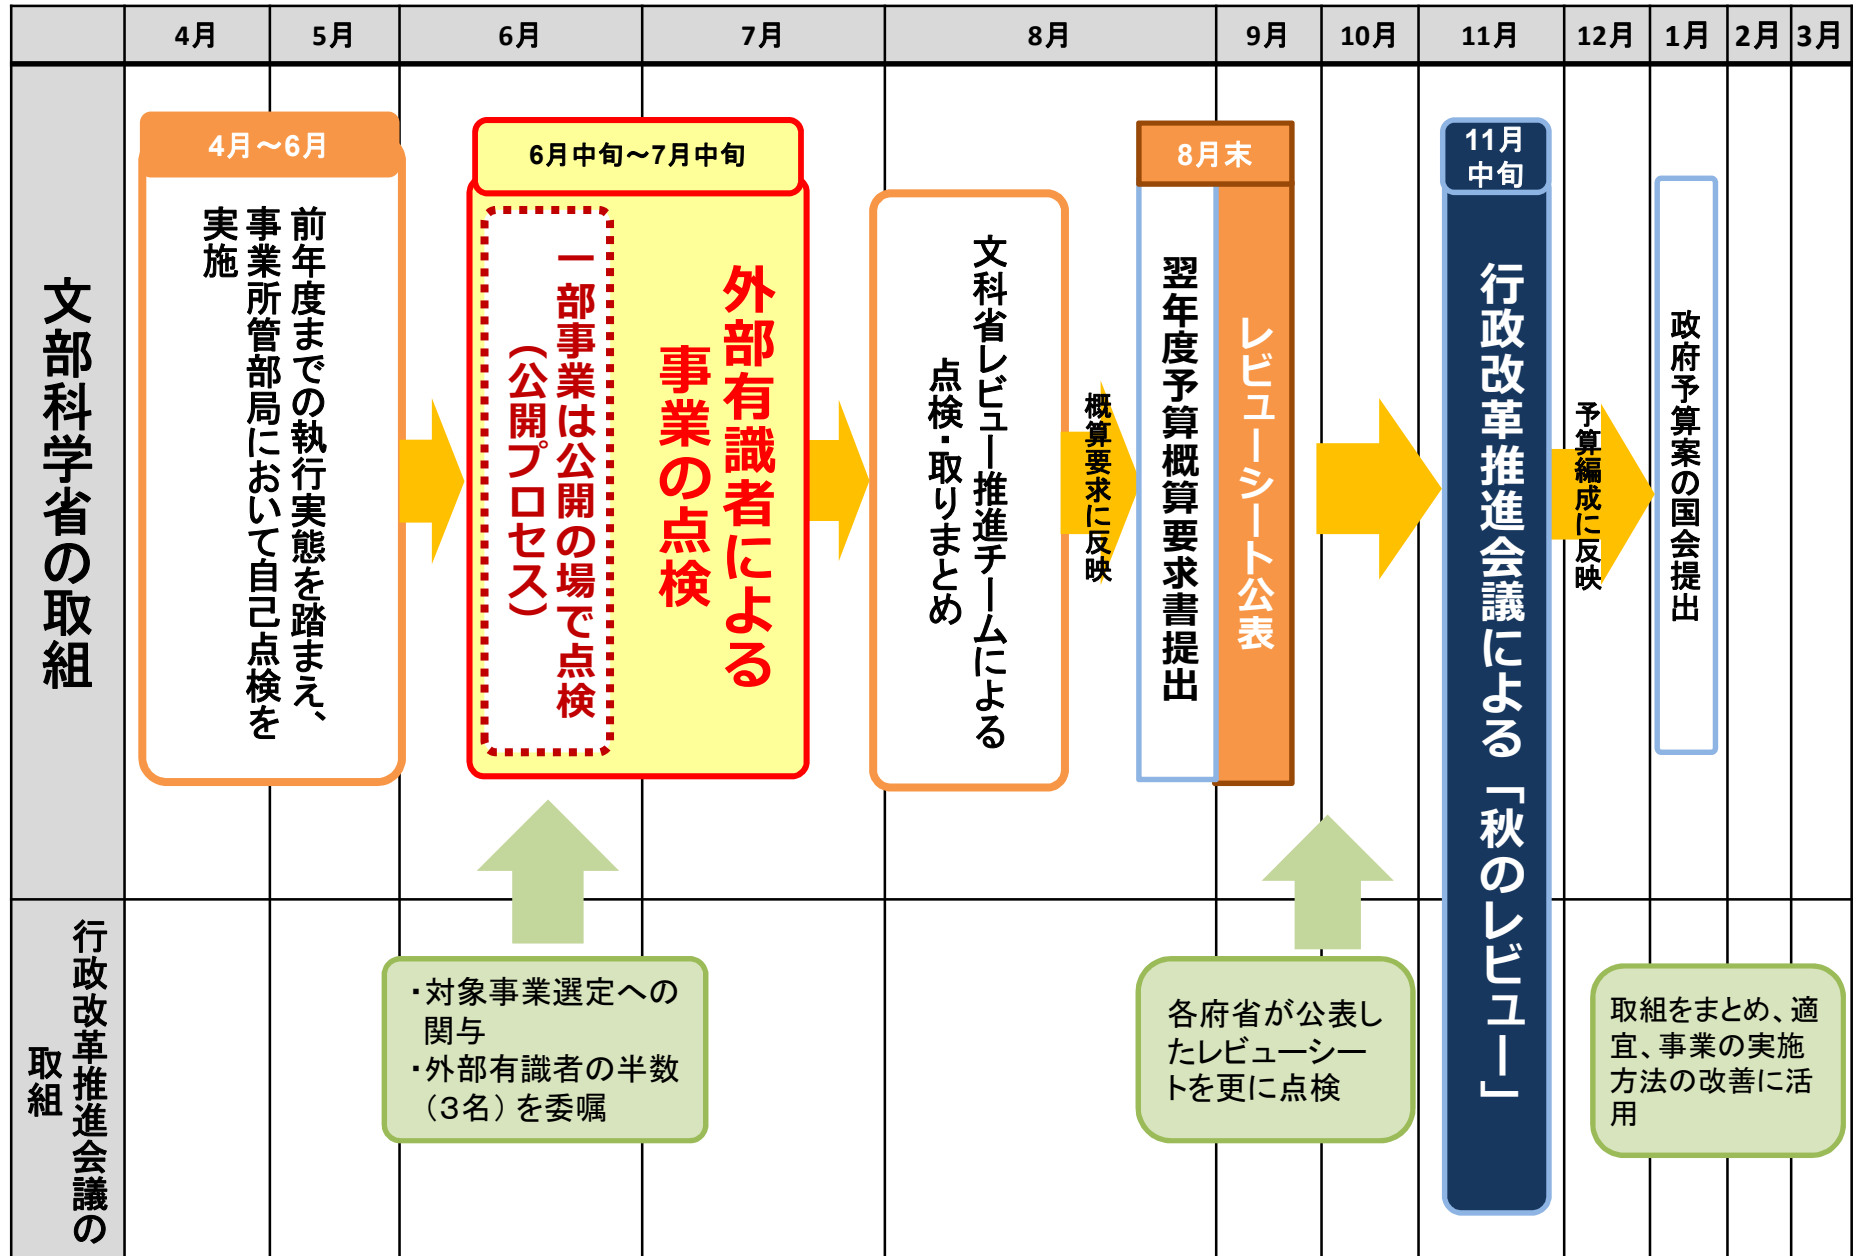 4月
5月
6月
7月
8月
9月
10月
11月
12月
1月
2月
3月
文部科学省の取組
4月～6月
前年度までの執行実態を踏まえ、
事業所管部局において自己点検を
実施
6月中旬～7月中旬
外部有識者による
事業の点検
一部事業は公開の場で点検
（公開プロセス）
文科省レビュー推進チームによる
点検・取りまとめ
概算要求に反映
8月末
翌年度予算概算要求書提出
レビューシート公表
11月
中旬
行政改革推進会議による「秋のレビュー」
予算編成に反映
政府予算案の国会提出
行政改革推進会議の
取組
・対象事業選定への
関与
・外部有識者の半数
（3名）を委嘱
各府省が公表し
たレビューシー
トを更に点検
取組をまとめ、適
宜、事業の実施
方法の改善に活
用